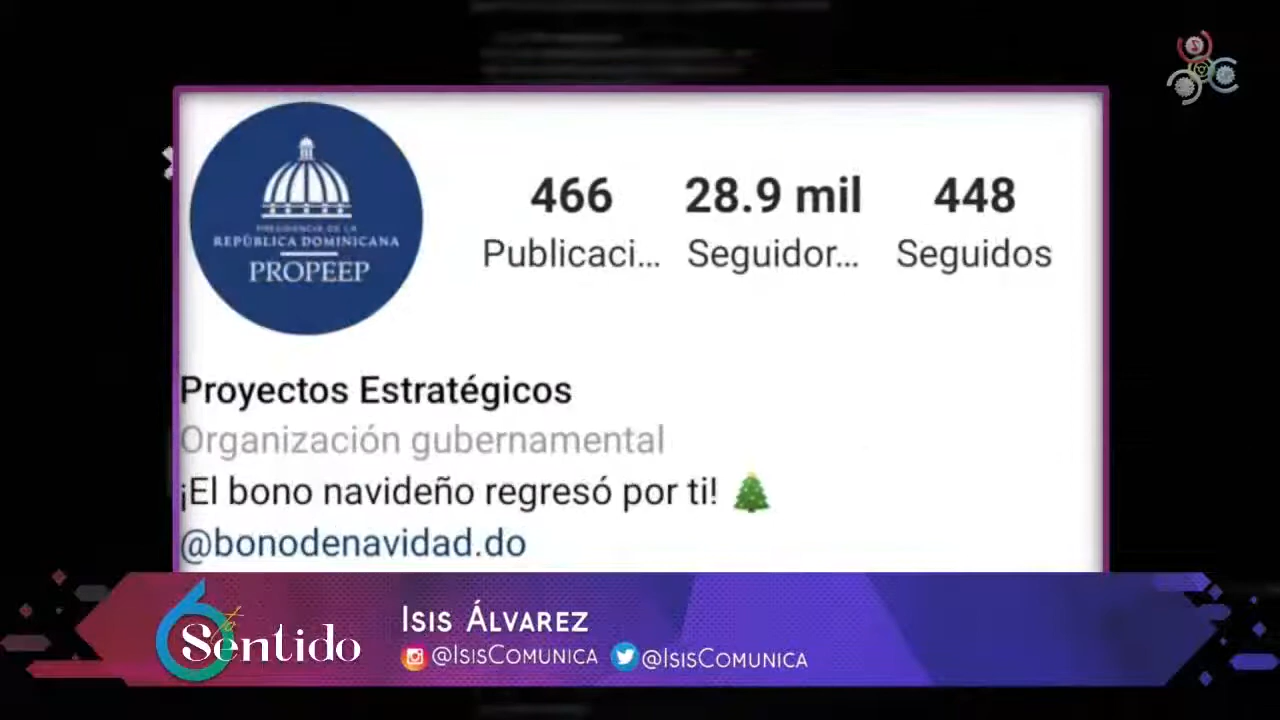 PRESIDENCIA DE LA
REPÚBLICA DOMINICANA
PROPEEP
466 28.9 mil 448
Publicaci... Seguidor... Seguidos
Proyectos Estratégicos
Organización gubernamental
¡El bono navideño regresó por ti!
@bonodenavidad.do
6to Sentido
Isis Álvarez
@IsisComunica @IsisComunica